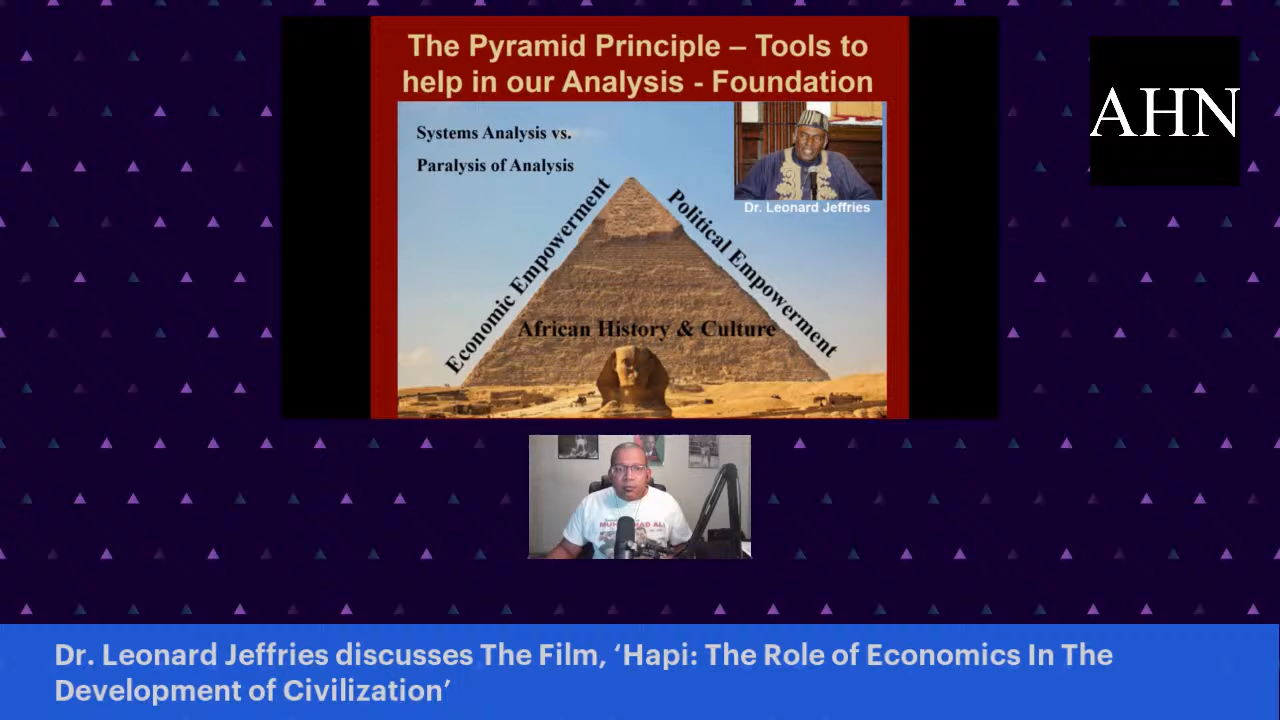 The Pyramid Principle – Tools to
help in our Analysis - Foundation
AHN
Systems Analysis vs.
Paralysis of Analysis
Dr. Leonard Jeffries
Economic Empowerment
Political Empowerment
African History & Culture
MUHAMMAD ALI
Dr. Leonard Jeffries discusses The Film, ‘Hapi: The Role of Economics In The
Development of Civilization’